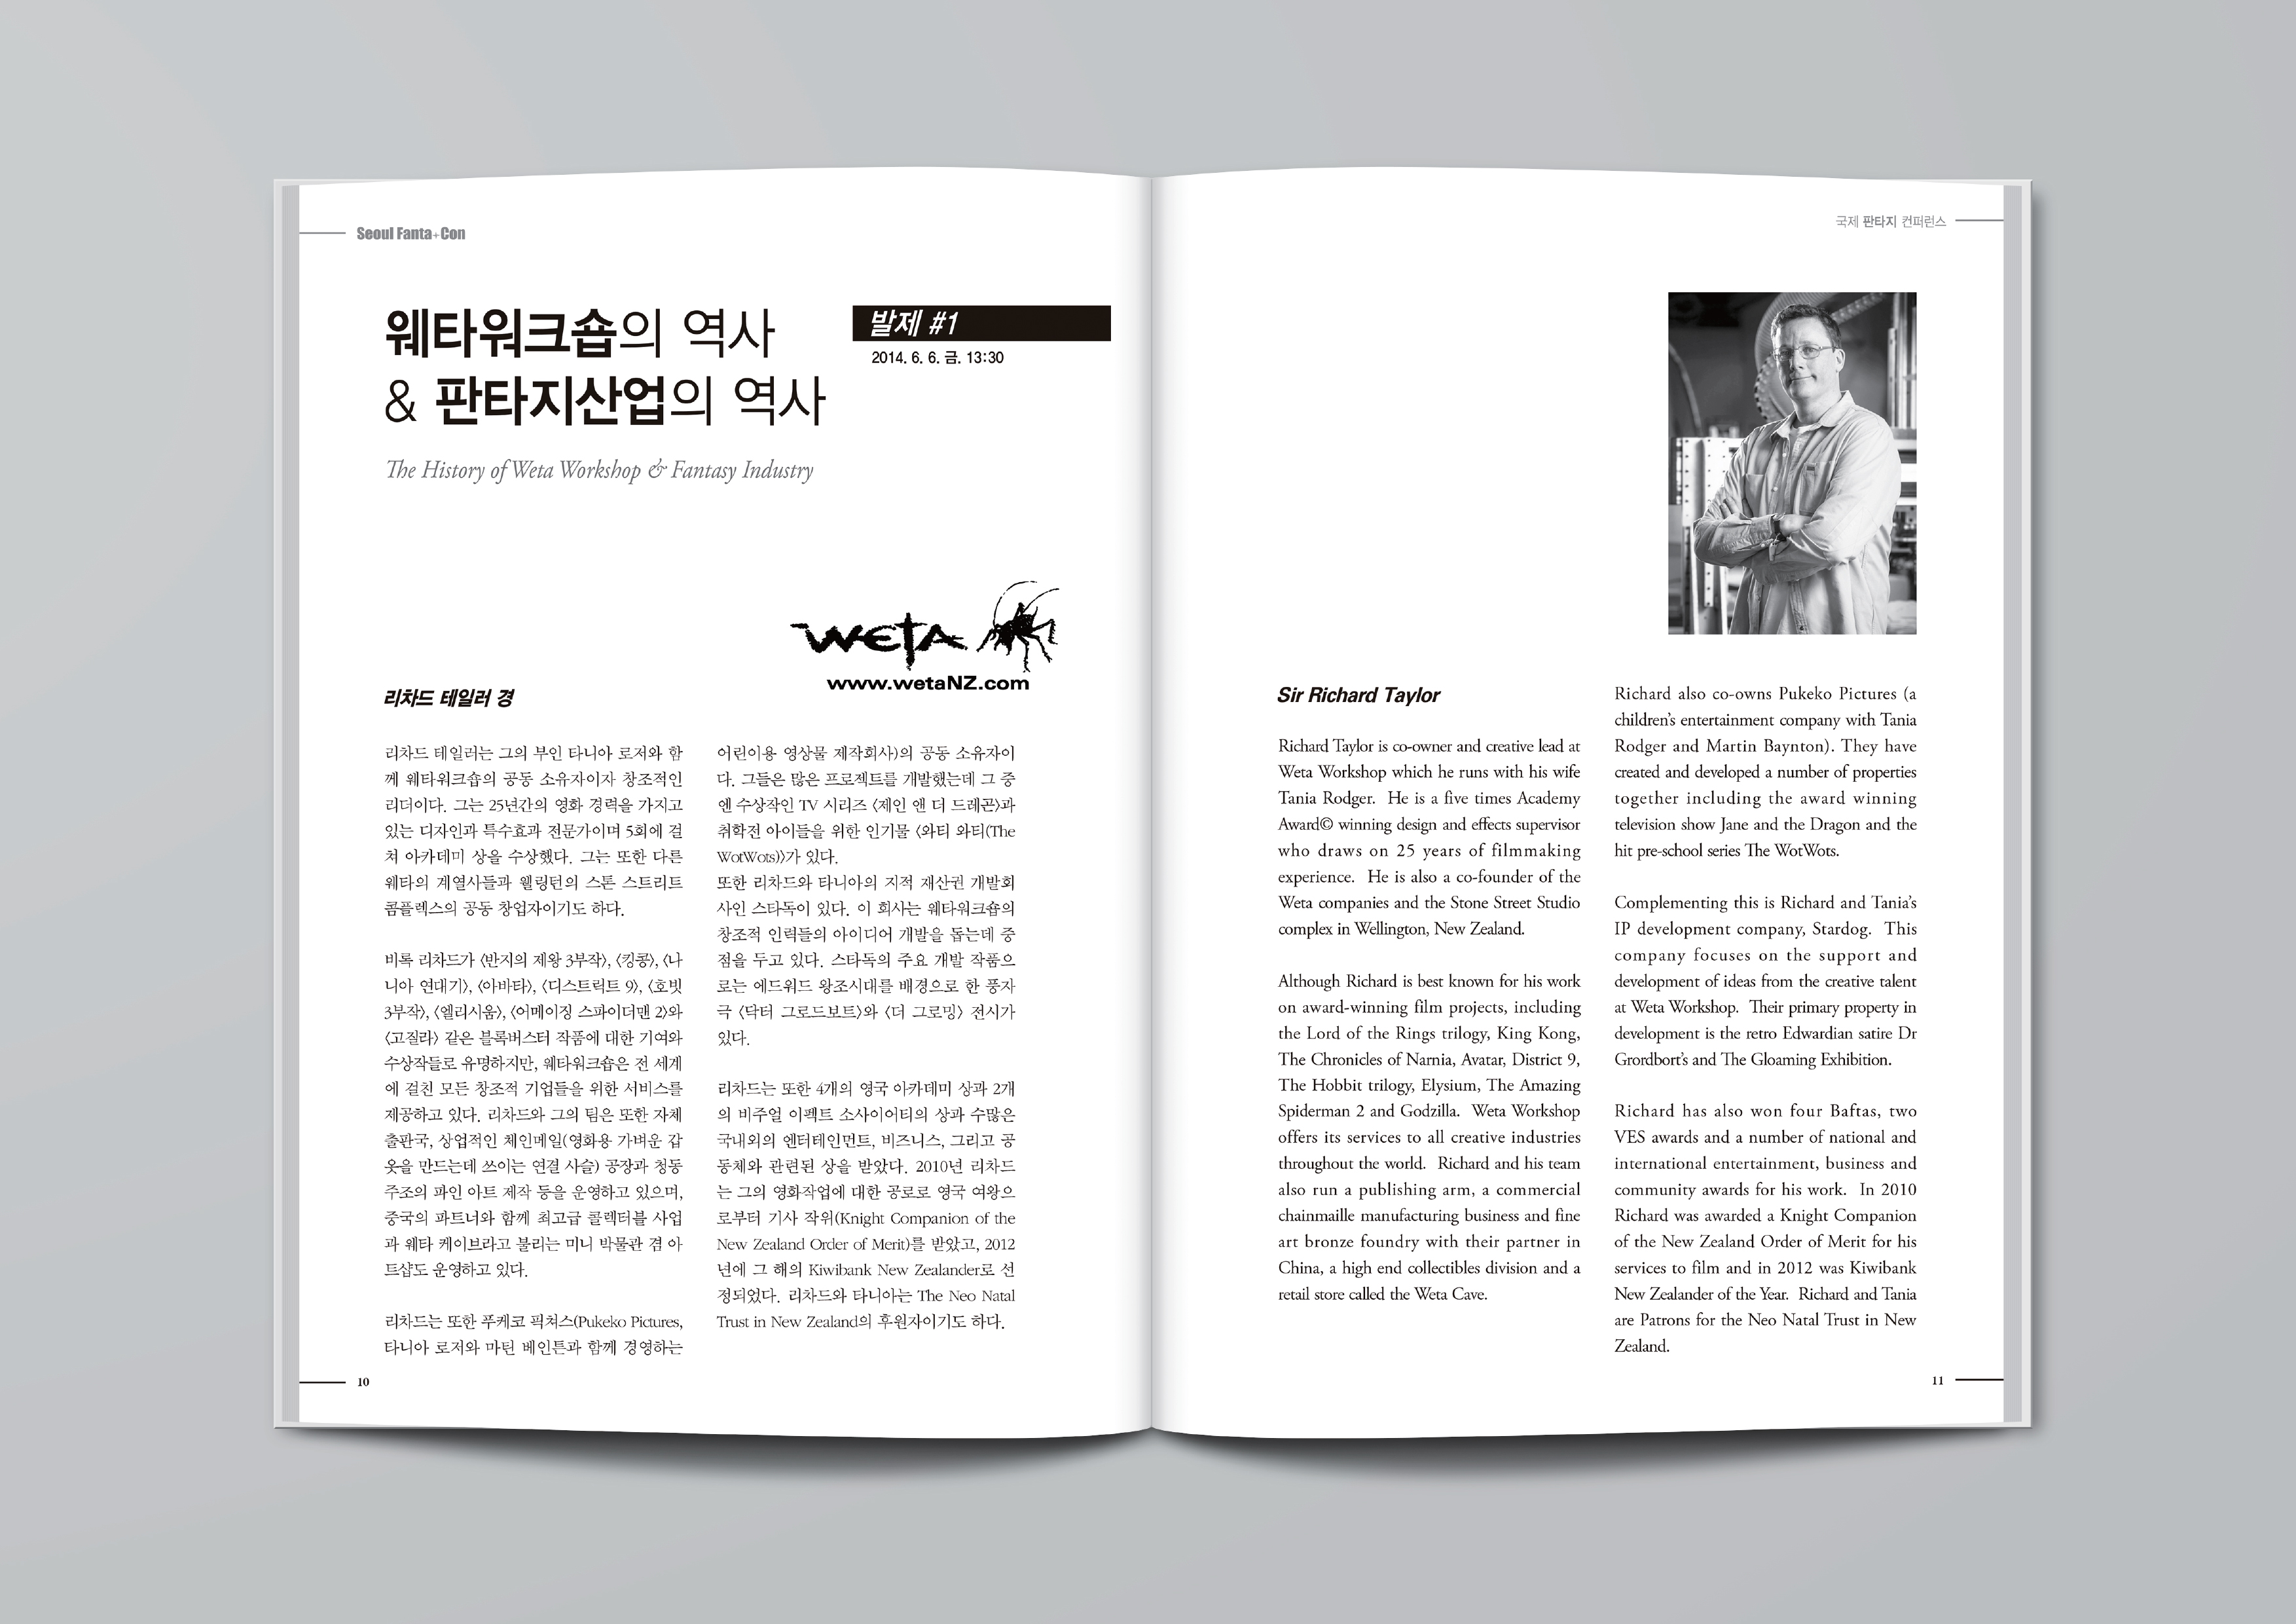 Seoul Fanta+Con
웨타워크숍의 역사
& 판타지산업의 역사
The History of Weta Workshop & Fantasy Industry
발제 #1
2014. 6. 6. 금. 13:30
WETA
www.wetaNZ.com
리차드 테일러 경
리차드 테일러는 그의 부인 타니아 로저와 함
께 웨타워크숍의 공동 소유자이자 창조적인
리더이다. 그는 25년간의 영화 경력을 가지고
있는 디자인과 특수효과 전문가이며 5회에 걸
쳐 아카데미 상을 수상했다. 그는 또한 다른
웨타의 계열사들과 웰링턴의 스톤 스트리트
콤플렉스의 공동 창업자이기도 하다.
비록 리차드가 〈반지의 제왕 3부작〉, 〈킹콩〉, 〈나
니아 연대기〉, 〈아바타〉, 〈디스트릭트 9〉, 〈호빗
3부작〉, 〈엘리시움〉, 〈어메이징 스파이더맨 2〉와
〈고질라〉 같은 블록버스터 작품에 대한 기여와
수상작들로 유명하지만, 웨타워크숍은 전 세계
에 걸친 모든 창조적 기업들을 위한 서비스를
제공하고 있다. 리차드와 그의 팀은 또한 자체
출판국, 상업적인 체인메일(영화용 가벼운 갑
옷을 만드는데 쓰이는 연결 사슬) 공장과 청동
주조의 파인 아트 제작 등을 운영하고 있으며,
중국의 파트너와 함께 최고급 콜렉터블 사업
과 웨타 케이브라고 불리는 미니 박물관 겸 아
트샵도 운영하고 있다.
리차드는 또한 푸케코 픽쳐스(Pukeko Pictures,
타니아 로저와 마틴 베인튼과 함께 경영하는
어린이용 영상물 제작회사)의 공동 소유자이
다. 그들은 많은 프로젝트를 개발했는데 그 중
엔 수상작인 TV 시리즈 〈제인 앤 더 드레곤〉과
취학전 아이들을 위한 인기물 〈와티 와티(The
WotWots)〉가 있다.
또한 리차드와 타니아의 지적 재산권 개발회
사인 스타독이 있다. 이 회사는 웨타워크숍의
창조적 인력들의 아이디어 개발을 돕는데 중
점을 두고 있다. 스타독의 주요 개발 작품으
로는 에드워드 왕조시대를 배경으로 한 풍자
극 〈닥터 그로드보트〉와 〈더 그로밍〉 전시가
있다.
리차드는 또한 4개의 영국 아카데미 상과 2개
의 비주얼 이팩트 소사이어티의 상과 수많은
국내외의 엔터테인먼트, 비즈니스, 그리고 공
동체와 관련된 상을 받았다. 2010년 리차드
는 그의 영화작업에 대한 공로로 영국 여왕으
로부터 기사 작위(Knight Companion of the
New Zealand Order of Merit)를 받았고, 2012
년에 그 해의 Kiwibank New Zealander로 선
정되었다. 리차드와 타니아는 The Neo Natal
Trust in New Zealand의 후원자이기도 하다.
10
국제 판타지 컨퍼런스
Sir Richard Taylor
Richard Taylor is co-owner and creative lead at
Weta Workshop which he runs with his wife
Tania Rodger. He is a five times Academy
Award© winning design and effects supervisor
who draws on 25 years of filmmaking
experience. He is also a co-founder of the
Weta companies and the Stone Street Studio
complex in Wellington, New Zealand.
Although Richard is best known for his work
on award-winning film projects, including
the Lord of the Rings trilogy, King Kong,
The Chronicles of Narnia, Avatar, District 9,
The Hobbit trilogy, Elysium, The Amazing
Spiderman 2 and Godzilla. Weta Workshop
offers its services to all creative industries
throughout the world. Richard and his team
also run a publishing arm, a commercial
chainmaille manufacturing business and fine
art bronze foundry with their partner in
China, a high end collectibles division and a
retail store called the Weta Cave.
Richard also co-owns Pukeko Pictures (a
children's entertainment company with Tania
Rodger and Martin Baynton). They have
created and developed a number of properties
together including the award winning
television show Jane and the Dragon and the
hit pre-school series The WotWots.
Complementing this is Richard and Tania's
IP development company, Stardog. This
company focuses on the support and
development of ideas from the creative talent
at Weta Workshop. Their primary property in
development is the retro Edwardian satire Dr
Grordbort's and The Gloaming Exhibition.
Richard has also won four Baftas, two
VES awards and a number of national and
international entertainment, business and
community awards for his work. In 2010
Richard was awarded a Knight Companion
of the New Zealand Order of Merit for his
services to film and in 2012 was Kiwibank
New Zealander of the Year. Richard and Tania
are Patrons for the Neo Natal Trust in New
Zealand.
11